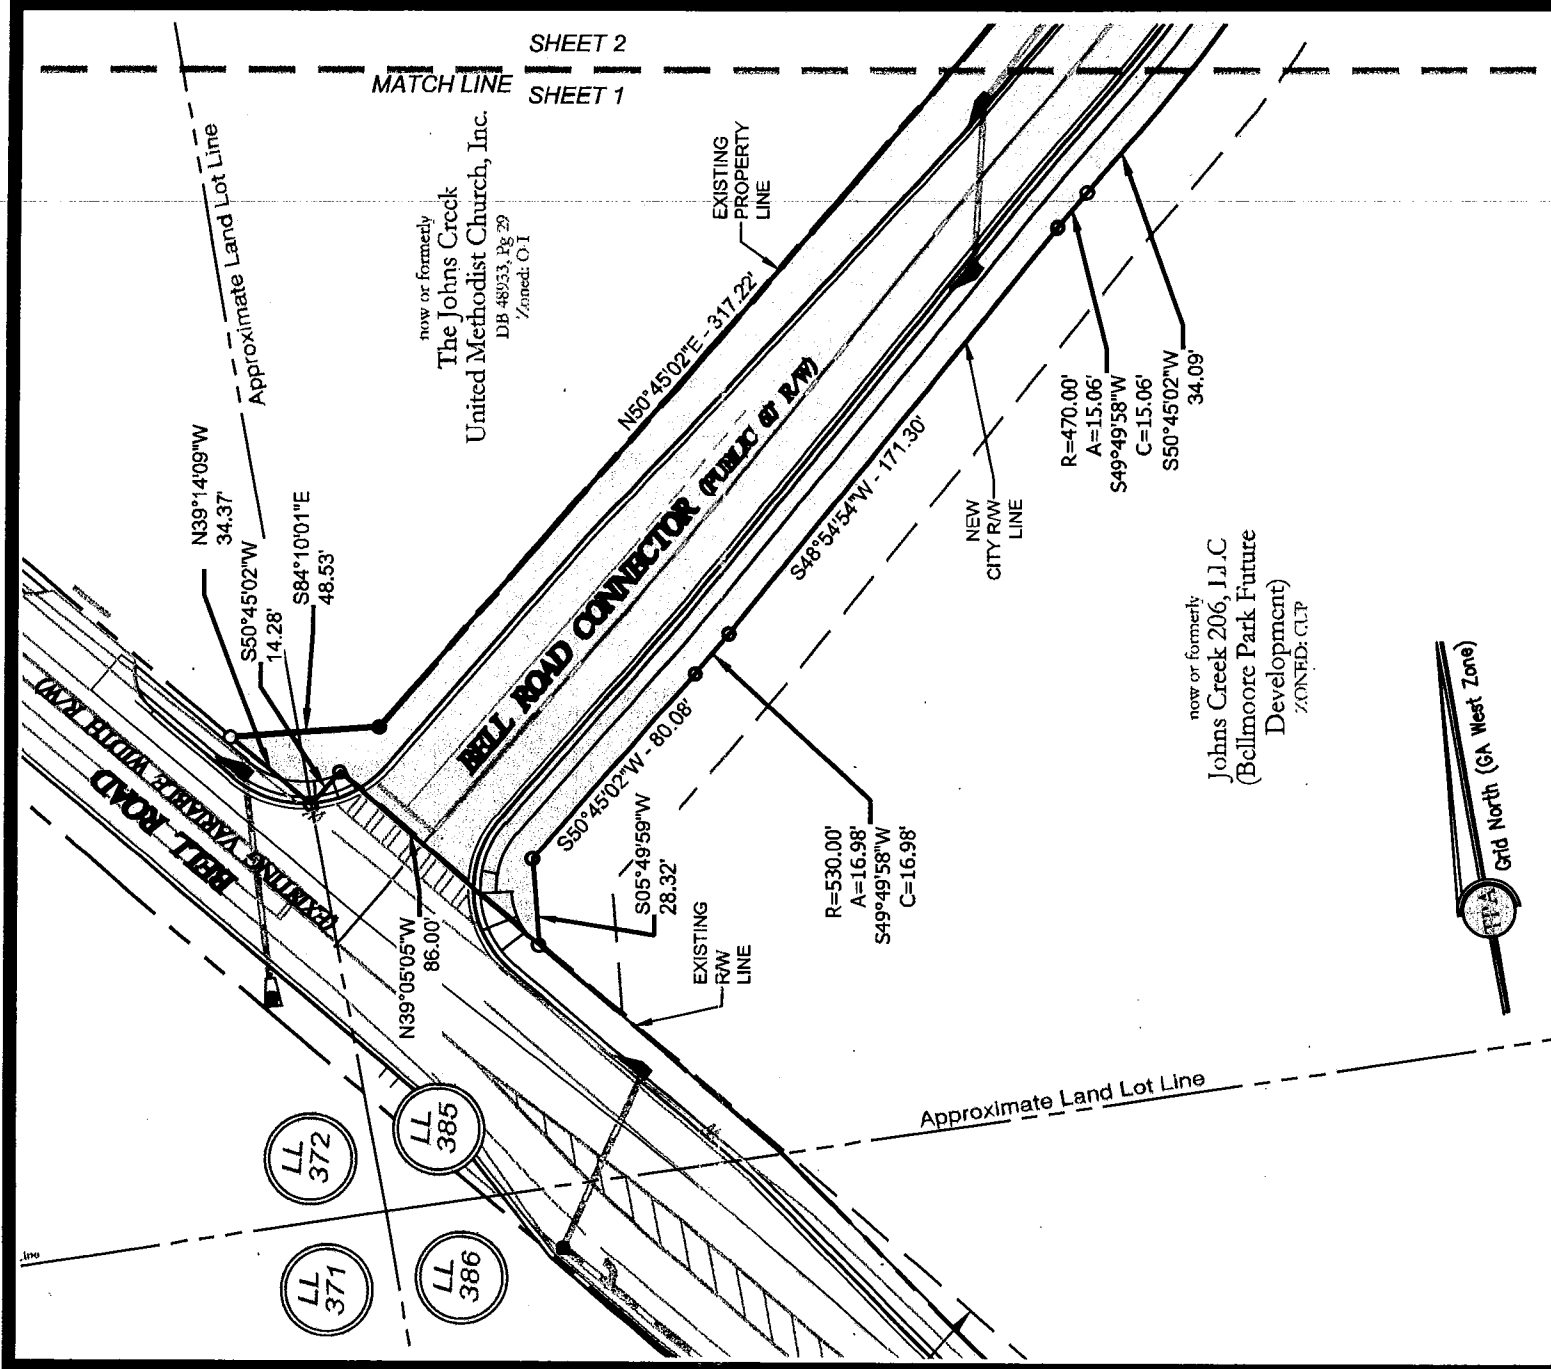 SHEET 2
MATCH LINE
SHEET 1
Approximate Land Lot Line
now or formerly
The Johns Creek
United Methodist Church, Inc.
DB 48933, Pg 29
Zoned: O-I
EXISTING
PROPERTY
LINE
N39°14'09"W
34.37'
S50°45'02"W
14.28'
S84°10'01"E
48.53'
N50°45'02"E - 317.22'
BELL ROAD
(EXISTING VARIABLE WIDTH R/W)
BELL ROAD CONNECTOR (PUBLIC 60' R/W)
S48°54'54"W - 171.30'
NEW
CITY R/W
LINE
R=470.00'
A=15.06'
S49°49'58"W
C=15.06'
S50°45'02"W
34.09'
S50°45'02"W - 80.08'
R=530.00'
A=16.98'
S49°49'58"W
C=16.98'
S05°49'59"W
28.32'
N39°05'05"W
86.00'
EXISTING
R/W
LINE
now or formerly
Johns Creek 206, LLC
(Bellmoore Park Future
Development)
ZONED: CUP
Grid North (GA West Zone)
Approximate Land Lot Line
LL
372
LL
385
LL
371
LL
386
Line